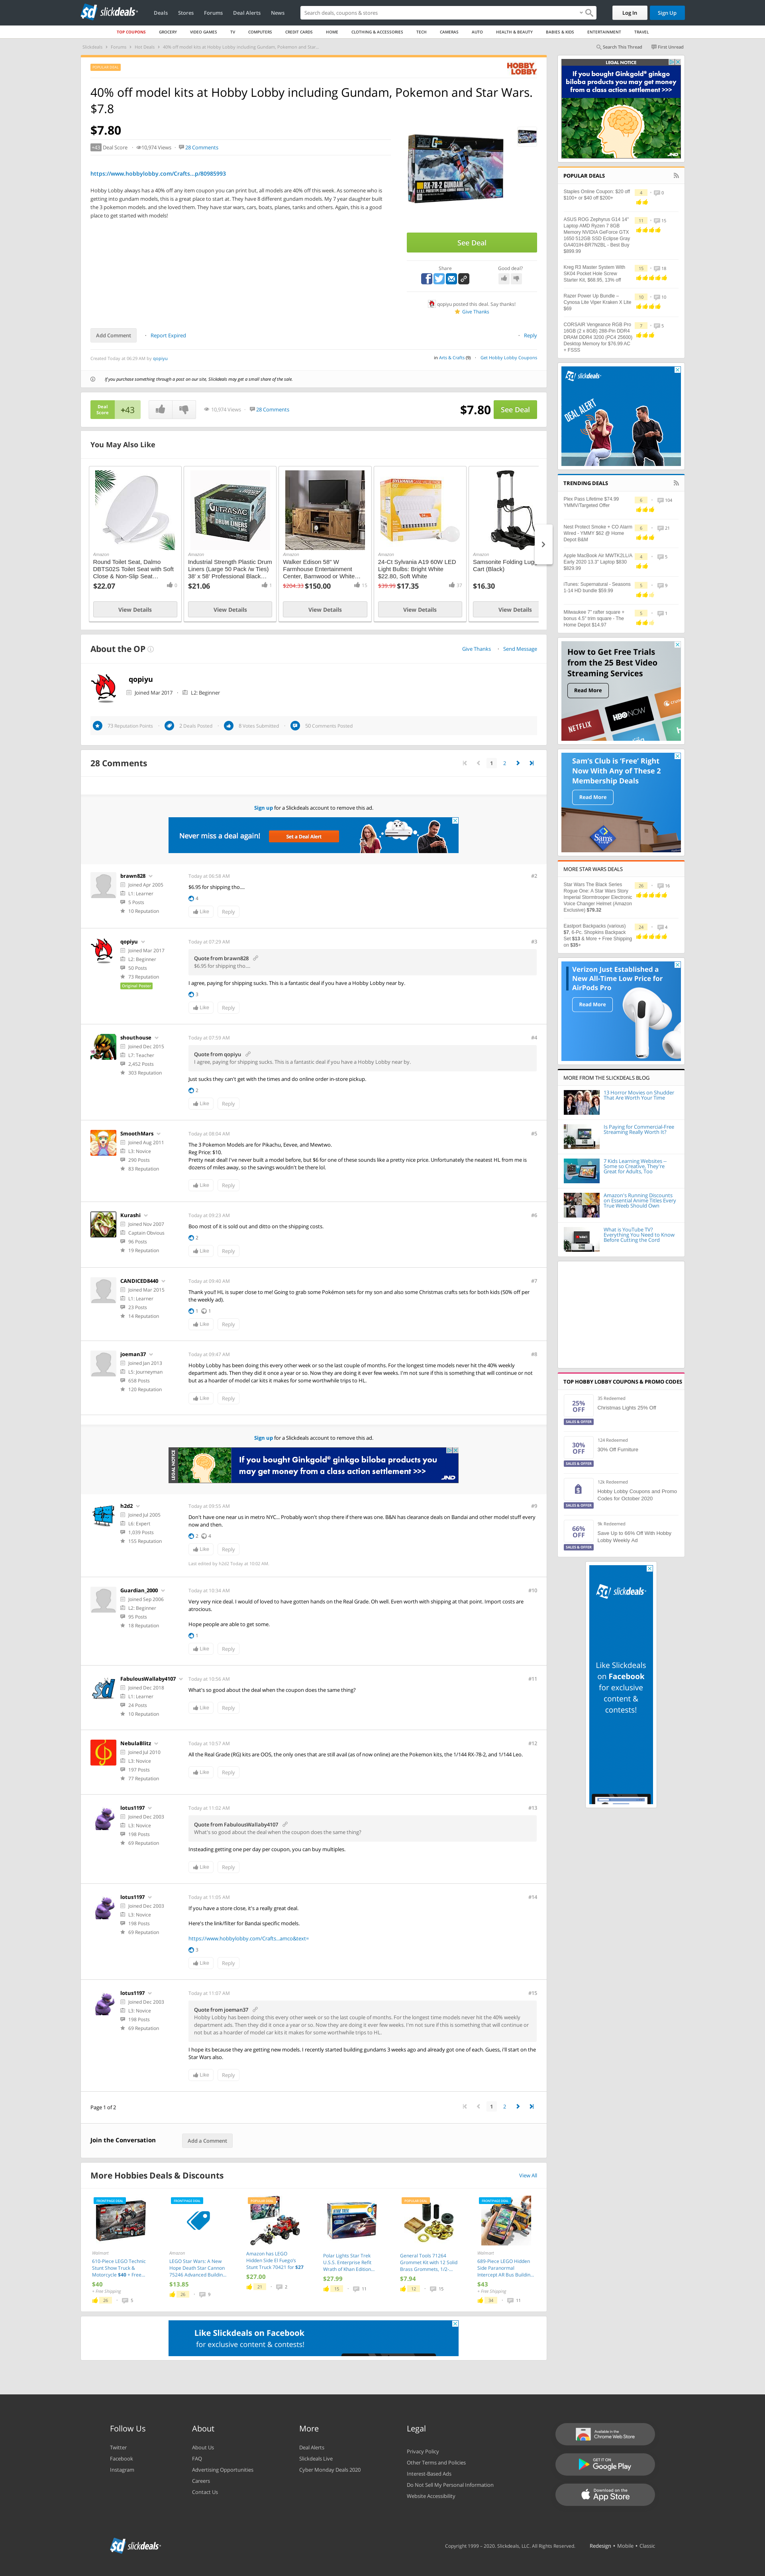 slickdeals
Deals Stores Forums Deal Alerts News
Search deals, coupons & stores
Log In Sign Up
TOP COUPONS GROCERY VIDEO GAMES TV COMPUTERS CREDIT CARDS HOME CLOTHING & ACCESSORIES TECH CAMERAS AUTO HEALTH & BEAUTY BABIES & KIDS ENTERTAINMENT TRAVEL
Slickdeals > Forums > Hot Deals > 40% off model kits at Hobby Lobby including Gundam, Pokemon and Star...
Search This Thread First Unread
HOBBY
LOBBY
40% off model kits at Hobby Lobby including Gundam, Pokemon and Star Wars.
$7.8
$7.80
+43 Deal Score 10,974 Views 28 Comments
https://www.hobbylobby.com/Crafts...p/80985993
Hobby Lobby always has a 40% off any item coupon you can print but, all models are 40% off this week. As someone who is
getting into gundam models, this is a great place to start at. They have 8 different gundams from various shows and also
the 3 pokemon models, and she and the others. They have star wars, cars, boats, planes, tanks and others. Again, this is a good
place to get started with models!
RX-78-2 GUNDAM
See Deal
Share
Good deal?
qopiyu posted this deal. Say thanks!
Give Thanks
Add Comment Report Expired Reply
Created Today at 06:29 AM by qopiyu
in Arts & Crafts (9) Get Hobby Lobby Coupons
If you purchase something through a post on our site, Slickdeals may get a small share of the sale.
Deal
Score +43 10,974 Views 28 Comments $7.80 See Deal
You May Also Like
Amazon
Round Toilet Seat, Dalmo
DBTS02S Toilet Seat with Soft
Close & Non-Slip Seat...
$22.07
View Details
Amazon
Industrial Strength Plastic Drum
Liners (Large 50 Pack /w Ties)
38' x 58' Professional Black...
$21.06
View Details
Amazon
Walker Edison 58" W
Farmhouse Entertainment
Center, Barnwood or White...
$204.33 $150.00
View Details
Amazon
24-Ct Sylvania A19 60W LED
Light Bulbs: Bright White
$22.80, Soft White
$39.99 $17.35
View Details
Amazon
Samsonite Folding Lug
Cart (Black)
$16.30
View Details
About the OP
Give Thanks Send Message
qopiyu
Joined Mar 2017 L2: Beginner
73 Reputation Points 2 Deals Posted 8 Votes Submitted 50 Comments Posted
28 Comments
1 2
Sign up for a Slickdeals account to remove this ad.
Never miss a deal again! Set a Deal Alert
brawn828
Joined Apr 2005
L1: Learner
5 Posts
10 Reputation
Today at 06:58 AM #2
$6.95 for shipping tho....
4
Like Reply
qopiyu
Joined Mar 2017
L2: Beginner
50 Posts
73 Reputation
Original Poster
Today at 07:29 AM #3
Quote from brawn828
$6.95 for shipping tho....
I agree, paying for shipping sucks. This is a fantastic deal if you have a Hobby Lobby near by.
3
Like Reply
shouthouse
Joined Dec 2015
L7: Teacher
2,452 Posts
303 Reputation
Today at 07:59 AM #4
Quote from qopiyu
I agree, paying for shipping sucks. This is a fantastic deal if you have a Hobby Lobby near by.
Just sucks they can't get with the times and do online order in-store pickup.
2
Like Reply
SmoothMars
Joined Aug 2011
L3: Novice
290 Posts
83 Reputation
Today at 08:04 AM #5
The 3 Pokemon Models are for Pikachu, Eevee, and Mewtwo.
Reg Price: $10.
Pretty neat deal! I've never built a model before, but $6 for one of these sounds like a pretty nice price. Unfortunately the neatest HL from me is
dozens of miles away, so the savings wouldn't be there lol.
Like Reply
Kurashi
Joined Nov 2007
Captain Obvious
96 Posts
19 Reputation
Today at 09:23 AM #6
Boo most of it is sold out and ditto on the shipping costs.
2
Like Reply
CANDICED8440
Joined Mar 2015
L1: Learner
23 Posts
14 Reputation
Today at 09:40 AM #7
Thank you!! HL is super close to me! Going to grab some Pokémon sets for my son and also some Christmas crafts sets for both kids (50% off per
the weekly ad).
1 1
Like Reply
joeman37
Joined Jan 2013
L5: Journeyman
658 Posts
120 Reputation
Today at 09:47 AM #8
Hobby Lobby has been doing this every other week or so the last couple of months. For the longest time models never hit the 40% weekly
department ads. Then they did it once a year or so. Now they are doing it ever few weeks. I'm not sure if this is something that will continue or
not but as a hoarder of model car kits it makes for some worthwhile trips to HL.
Like Reply
Sign up for a Slickdeals account to remove this ad.
LEGAL NOTICE
If you bought Ginkgold® ginkgo biloba products you
may get money from a class action settlement >>>
JND
h2d2
Joined Jul 2005
L6: Expert
1,039 Posts
155 Reputation
Today at 09:55 AM #9
Don't have one near us in metro NYC... Probably won't shop there if there was one. B&N has clearance deals on Bandai and other model stuff every
now and then.
2 4
Like Reply
Last edited by h2d2 Today at 10:02 AM
Guardian_2000
Joined Sep 2006
L2: Beginner
95 Posts
18 Reputation
Today at 10:34 AM #10
Very very nice deal. I would of loved to have gotten hands on the Real Grade. Oh well. Even worth with shipping at that point. Import costs are
atrocious.
Hope people are able to get some.
1
Like Reply
FabulousWallaby4107
Joined Dec 2018
L1: Learner
24 Posts
10 Reputation
Today at 10:56 AM #11
What's so good about the deal when the coupon does the same thing?
Like Reply
NebulaBlitz
Joined Jul 2010
L3: Novice
197 Posts
77 Reputation
Today at 10:57 AM #12
All the Real Grade (RG) kits are OOS, the only ones that are still avail (as of now online) are the Pokemon kits, the 1/144 RX-78-2, and 1/144 Leo.
Like Reply
lotus1197
Joined Dec 2003
L3: Novice
198 Posts
69 Reputation
Today at 11:02 AM #13
Quote from FabulousWallaby4107
What's so good about the deal when the coupon does the same thing?
Insteading getting one per day per coupon, you can buy multiples.
Like Reply
lotus1197
Joined Dec 2003
L3: Novice
198 Posts
69 Reputation
Today at 11:05 AM #14
If you have a store close, it's a really great deal.
Here's the link/filter for Bandai specific models.
https://www.hobbylobby.com/Crafts...amco&text=
3
Like Reply
lotus1197
Joined Dec 2003
L3: Novice
198 Posts
69 Reputation
Today at 11:07 AM #15
Quote from joeman37
Hobby Lobby has been doing this every other week or so the last couple of months. For the longest time models never hit the 40% weekly
department ads. Then they did it once a year or so. Now they are doing it ever few weeks. I'm not sure if this is something that will continue or
not but as a hoarder of model car kits it makes for some worthwhile trips to HL.
I hope its because they are getting new models. I recently started building gundams 3 weeks ago and already got one of each. Guess, i'll start on the
Star Wars also.
Like Reply
Page 1 of 2
1 2
Join the Conversation Add a Comment
More Hobbies Deals & Discounts View All
Walmart
610-Piece LEGO Technic
Stunt Show Truck &
Motorcycle $40 + Free...
$40
+ Free Shipping
26 5
Amazon
LEGO Star Wars: A New
Hope Death Star Cannon
75246 Advanced Buildin...
$13.85
26 9
Amazon has LEGO
Hidden Side El Fuego's
Stunt Truck 70421 for $27
$27.00
21 2
Polar Lights Star Trek
U.S.S. Enterprise Refit
Wrath of Khan Edition...
$27.99
15 11
General Tools 71264
Grommet Kit with 12 Solid
Brass Grommets, 1/2-...
$7.94
12 10
Walmart
689-Piece LEGO Hidden
Side Paranormal
Intercept AR Bus Buildin...
$43
+ Free Shipping
34 11
Like Slickdeals on Facebook
for exclusive content & contests!
LEGAL NOTICE
If you bought Ginkgold® ginkgo
biloba products you may get money
from a class action settlement >>>
JND
POPULAR DEALS
Staples Online Coupon: $20 off
$100+ or $40 off $200+
4 0
ASUS ROG Zephyrus G14 14"
Laptop AMD Ryzen 7 8GB
Memory NVIDIA GeForce GTX
1650 512GB SSD Eclipse Gray
GA401IH-BR7N2BL - Best Buy
$899.99
11 15
Kreg R3 Master System With
SK04 Pocket Hole Screw
Starter Kit, $68.95, 13% off
15 18
Razer Power Up Bundle –
Cynosa Lite Viper Kraken X Lite
$69
10 10
CORSAIR Vengeance RGB Pro
16GB (2 x 8GB) 288-Pin DDR4
DRAM DDR4 3200 (PC4 25600)
Desktop Memory for $76.99 AC
+ FSSS
7 5
slickdeals
DEAL ALERT
TRENDING DEALS
Plex Pass Lifetime $74.99
YMMV/Targeted Offer
6 104
Nest Protect Smoke + CO Alarm
Wired - YMMV $62 @ Home
Depot B&M
6 21
Apple MacBook Air MWTK2LL/A
Early 2020 13.3" Laptop $830
$829.99
4 5
iTunes: Supernatural - Seasons
1-14 HD bundle $59.99
5 9
Milwaukee 7" rafter square +
bonus 4.5" trim square - The
Home Depot $14.97
5 1
How to Get Free Trials
from the 25 Best Video
Streaming Services
Read More
NETFLIX HBO NOW
Sam's Club is 'Free' Right
Now With Any of These 2
Membership Deals
Read More
MORE STAR WARS DEALS
Star Wars The Black Series
Rogue One: A Star Wars Story
Imperial Stormtrooper Electronic
Voice Changer Helmet (Amazon
Exclusive) $79.32
26 16
Eastport Backpacks (various)
$7, 6-Pc. Shopkins Backpack
Set $13 & More + Free Shipping
on $35+
24 4
Verizon Just Established a
New All-Time Low Price for
AirPods Pro
Read More
MORE FROM THE SLICKDEALS BLOG
13 Horror Movies on Shudder
That Are Worth Your Time
Is Paying for Commercial-Free
Streaming Really Worth It?
7 Kids Learning Websites –
Some so Creative, They're
Great for Adults, Too
Amazon's Running Discounts
on Essential Anime Titles Every
True Weeb Should Own
What is YouTube TV?
Everything You Need to Know
Before Cutting the Cord
TOP HOBBY LOBBY COUPONS & PROMO CODES
25%
OFF
SALES & OFFER
35 Redeemed
Christmas Lights 25% Off
30%
OFF
SALES & OFFER
124 Redeemed
30% Off Furniture
SALES & OFFER
126 Redeemed
Hobby Lobby Coupons and Promo
Codes for October 2020
66%
OFF
SALES & OFFER
9k Redeemed
Save Up to 66% Off With Hobby
Lobby Weekly Ad
slickdeals
Like Slickdeals
on Facebook
for exclusive
content &
contests!
Follow Us
Twitter
Facebook
Instagram
About
About Us
FAQ
Advertising Opportunities
Careers
Contact Us
More
Deal Alerts
Slickdeals Live
Cyber Monday Deals 2020
Legal
Privacy Policy
Other Terms and Policies
Interest-Based Ads
Do Not Sell My Personal Information
Website Accessibility
Available in the
Chrome Web Store
GET IT ON
Google Play
Download on the
App Store
slickdeals
Copyright 1999 - 2020. Slickdeals, LLC. All Rights Reserved. Redesign • Mobile • Classic